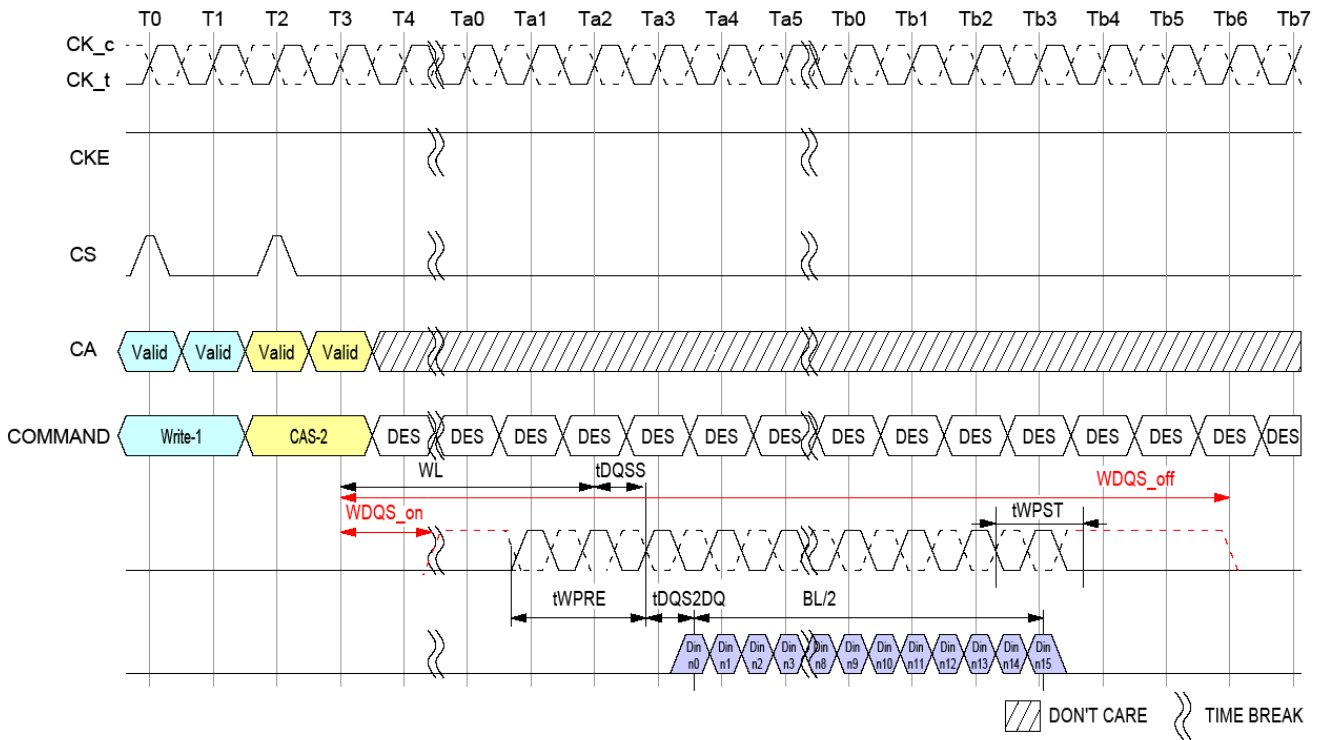 T0 T1 T2 T3 T4 Ta0 Ta1 Ta2 Ta3 Ta4 Ta5 Tb0 Tb1 Tb2 Tb3 Tb4 Tb5 Tb6 Tb7
CK_c
CK_t
CKE
CS
CA Valid Valid Valid Valid
COMMAND Write-1 CAS-2 DES DES DES DES DES DES DES DES DES DES DES DES DES DES DES
WL tDQSS
WDQS_off
WDQS_on
tWPST
tWPRE tDQS2DQ BL/2
Din n0 Din n1 Din n2 Din n3 Din n8 Din n9 Din n10 Din n11 Din n12 Din n13 Din n14 Din n15
DON'T CARE TIME BREAK